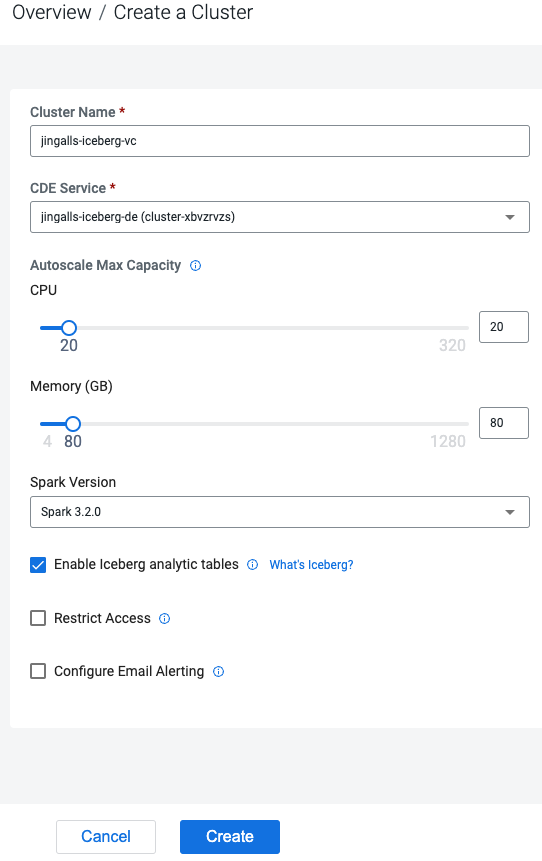 Overview / Create a Cluster
Cluster Name *
jingalls-iceberg-vc
CDE Service *
jingalls-iceberg-de (cluster-xbvzrvzs)
Autoscale Max Capacity
CPU
20
20 320
Memory (GB)
80
4 80 1280
Spark Version
Spark 3.2.0
Enable Iceberg analytic tables What's Iceberg?
Restrict Access
Configure Email Alerting
Cancel Create